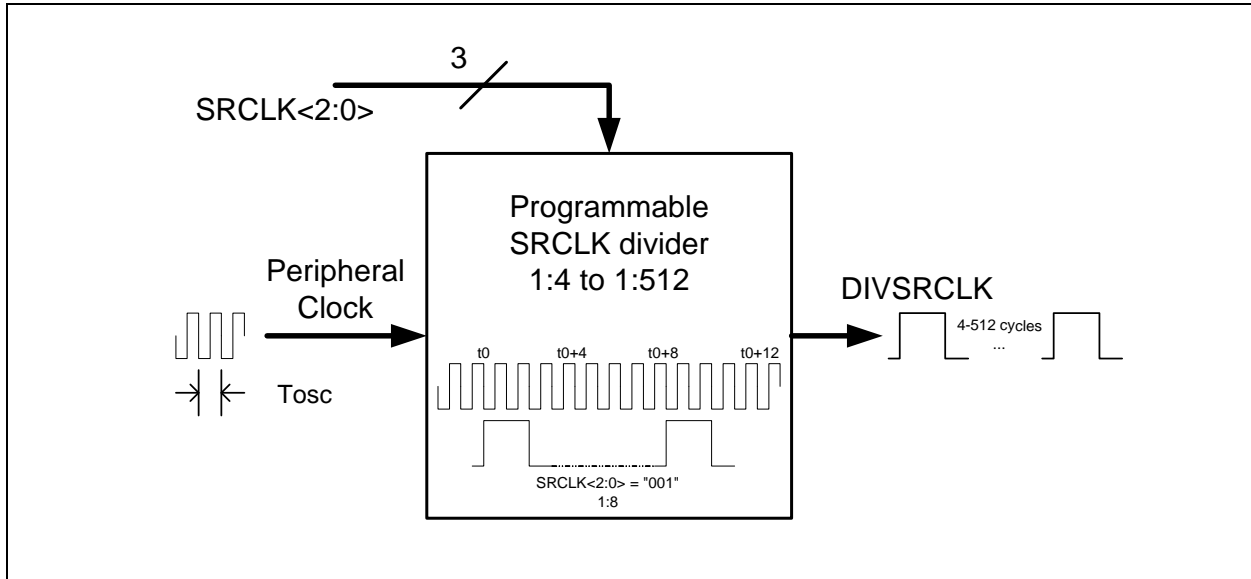 3
SRCLK<2:0>
Programmable
SRCLK divider
1:4 to 1:512
Peripheral
Clock
DIVSRCLK
4-512 cycles
...
t0 t0+4 t0+8 t0+12
Tosc
SRCLK<2:0> = "001"
1:8